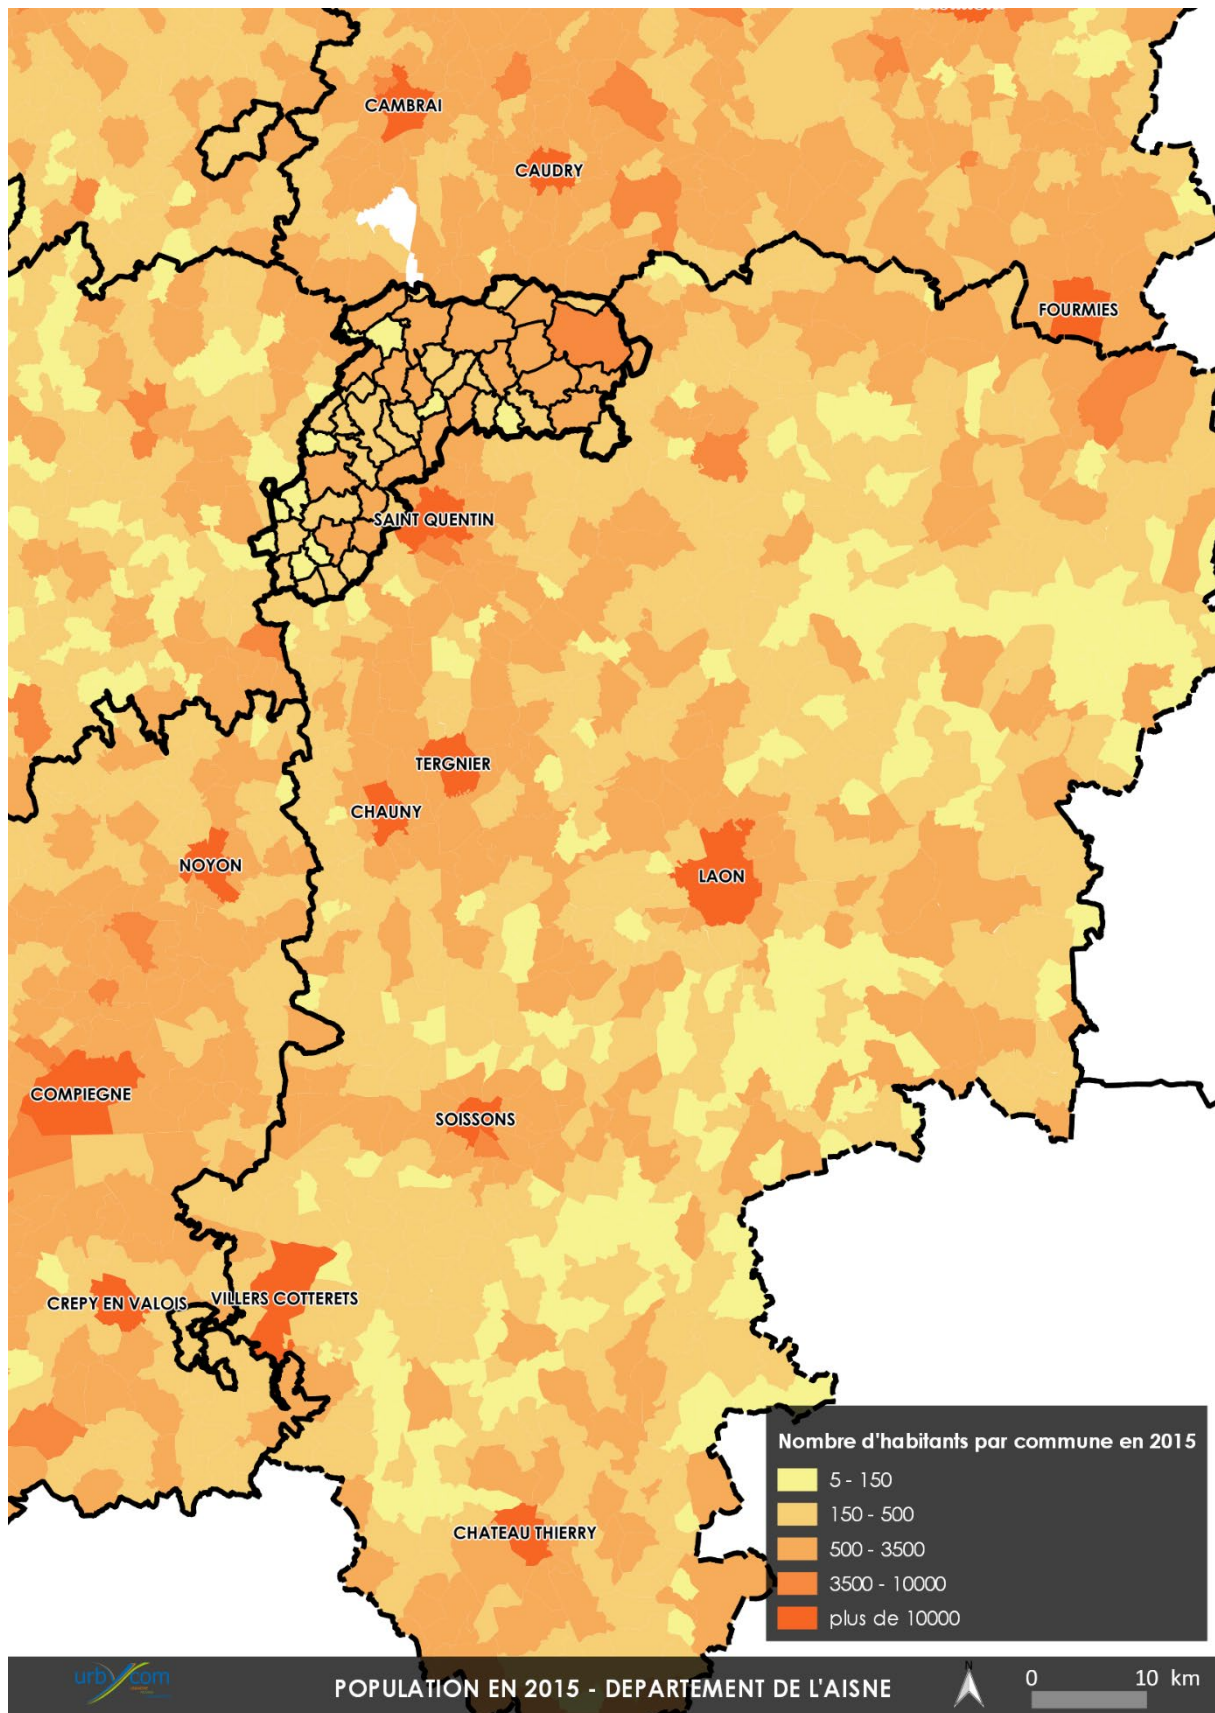 CAMBRAI
CAUDRY
FOURMIES
SAINT QUENTIN
TERGNIER
CHAUNY
NOYON
LAON
COMPIEGNE
SOISSONS
CREPY EN VALOIS
VILLERS COTTERETS
CHATEAU THIERRY
Nombre d'habitants par commune en 2015
5 - 150
150 - 500
500 - 3500
3500 - 10000
plus de 10000
urbycom
POPULATION EN 2015 - DEPARTEMENT DE L'AISNE
N
0 10 km